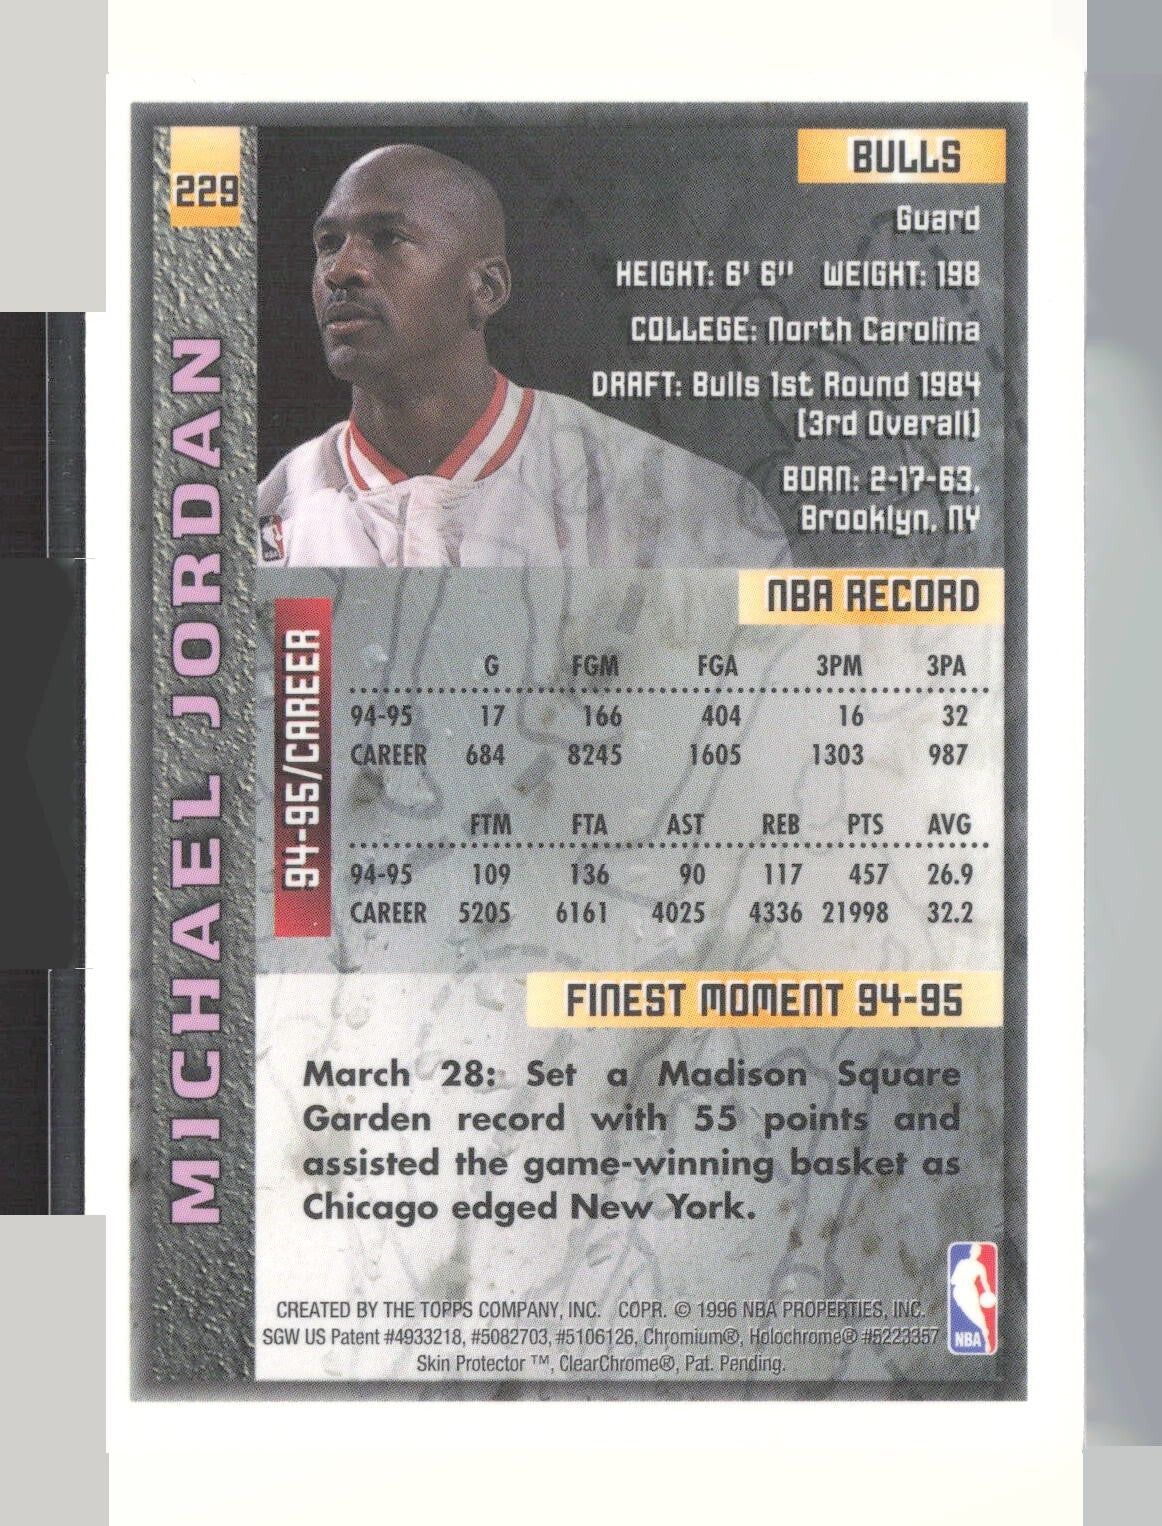 229
MICHAEL JORDAN
BULLS
Guard
HEIGHT: 6' 6" WEIGHT: 198
COLLEGE: North Carolina
DRAFT: Bulls 1st Round 1984
(3rd Overall)
BORN: 2-17-63,
Brooklyn, NY
NBA
NBA RECORD
94-95/CAREER
G FGM FGA 3PM 3PA
94-95 17 166 404 16 32
CAREER 684 8245 1605 1303 987
FTM FTA AST REB PTS AVG
94-95 109 136 90 117 457 26.9
CAREER 5205 6161 4025 4336 21998 32.2
FINEST MOMENT 94-95
March 28: Set a Madison Square
Garden record with 55 points and
assisted the game-winning basket as
Chicago edged New York.
CREATED BY THE TOPPS COMPANY, INC. COPR. © 1996 NBA PROPERTIES, INC.
SGW US Patent #4933218, #5082703, #5106126, Chromium®, Holochrome® #5223357
Skin Protector ™, ClearChrome®, Pat. Pending.
NBA